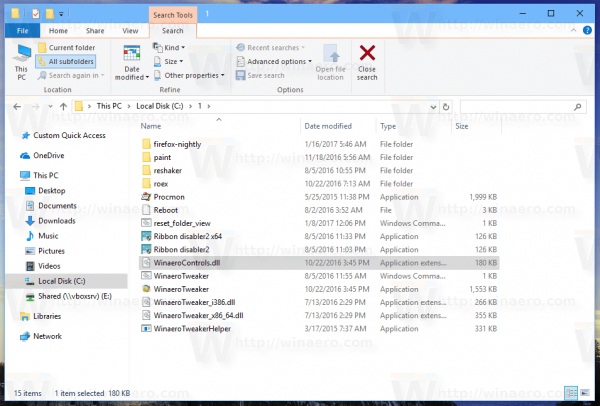 Search Tools
1
File
Home
Share
View
Search
This PC
Current folder
All subfolders
Search again in
Location
Date modified
Kind
Size
Other properties
Refine
Recent searches
Advanced options
Save search
Options
Open file location
Close search
This PC
Local Disk (C:)
1
Name
Date modified
Type
Size
Custom Quick Access
OneDrive
This PC
Desktop
Documents
Downloads
Music
Pictures
Videos
Local Disk (C:)
Shared (\\vboxsrv) (E:)
Libraries
Network
firefox-nightly 1/16/2017 5:46 AM File folder
paint 11/18/2016 5:56 AM File folder
reshaker 8/5/2016 10:55 PM File folder
roex 10/22/2016 7:13 AM File folder
Procmon 5/25/2015 11:38 PM Application 1,999 KB
Reboot 8/2/2016 3:52 AM File 3 KB
reset_folder_view 1/8/2017 12:06 PM Windows Comma... 1 KB
Ribbon disabler2 x64 8/5/2016 11:03 PM Application 126 KB
Ribbon disabler2 8/5/2016 11:03 PM Application 126 KB
WinaeroControls.dll 10/22/2016 3:45 PM Application extens... 180 KB
WinaeroTweaker 8/5/2016 11:55 AM Windows Comma... 1 KB
WinaeroTweaker 10/22/2016 3:45 PM Application 1,553 KB
WinaeroTweaker_i386.dll 7/13/2016 2:29 PM Application extens... 266 KB
WinaeroTweaker_x86_64.dll 7/13/2016 2:29 PM Application extens... 355 KB
WinaeroTweakerHelper 3/17/2015 7:37 AM Application 331 KB
15 items 1 item selected 180 KB
http://winaero.com